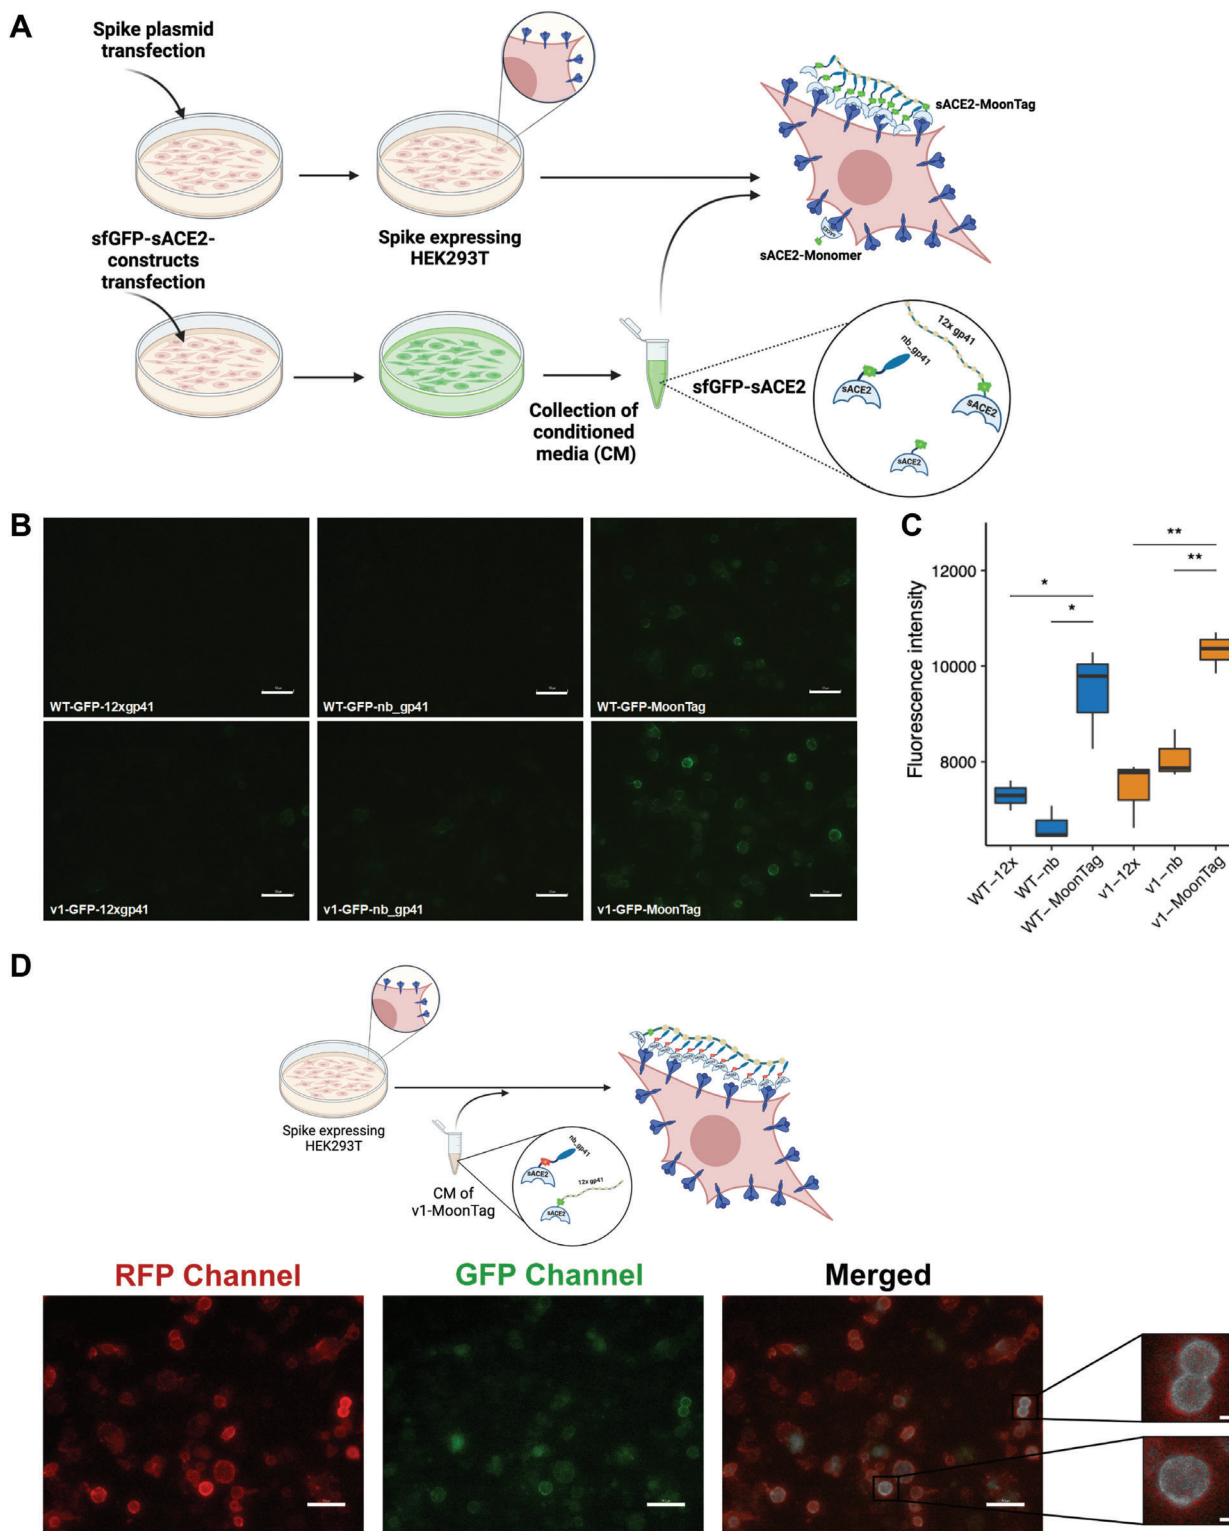 A
Spike plasmid
transfection
sACE2-MoonTag
sfGFP-sACE2-
constructs
transfection
Spike expressing
HEK293T
sACE2
sACE2-Monomer
12x gp41
nb_gp41
sfGFP-sACE2
sACE2
sACE2
sACE2
Collection of
conditioned
media (CM)
B
WT-GFP-12xgp41
WT-GFP-nb_gp41
WT-GFP-MoonTag
v1-GFP-12xgp41
v1-GFP-nb_gp41
v1-GFP-MoonTag
C
Fluorescence intensity
12000
10000
8000
**
**
*
*
WT-12x
WT-nb
WT- MoonTag
v1-12x
v1-nb
v1-MoonTag
D
Spike expressing
HEK293T
nb_gp41
sACE2
12x gp41
sACE2
CM of
v1-MoonTag
RFP Channel
GFP Channel
Merged